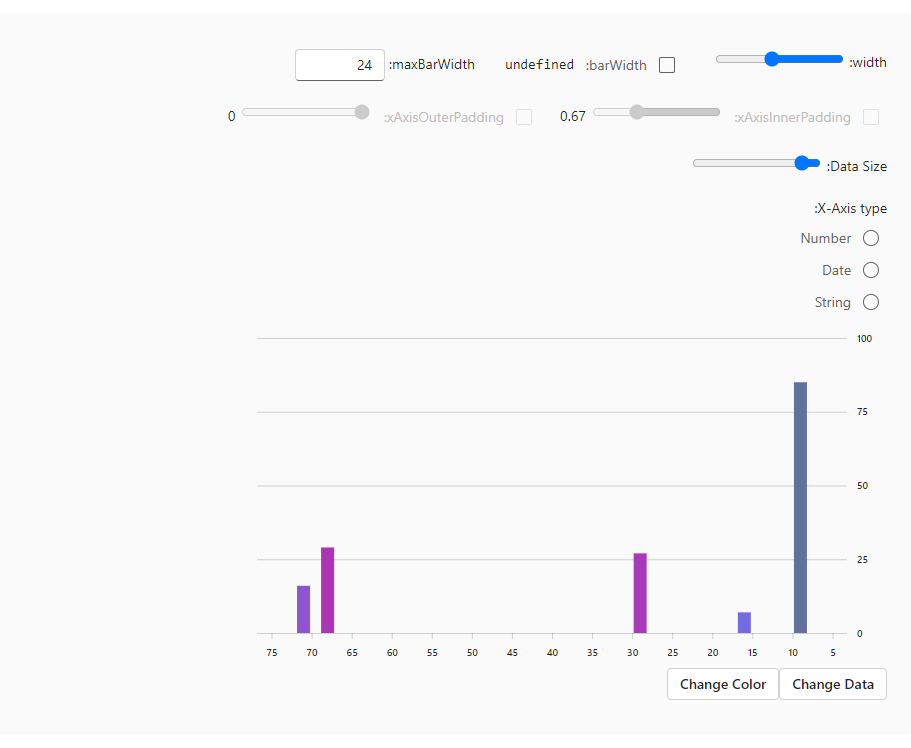 width:
barWidth: undefined
maxBarWidth: 24
xAxisInnerPadding: 0.67
xAxisOuterPadding: 0
Data Size:
X-Axis type:
Number
Date
String
100
75
50
25
0
75 70 65 60 55 50 45 40 35 30 25 20 15 10 5
Change Color Change Data